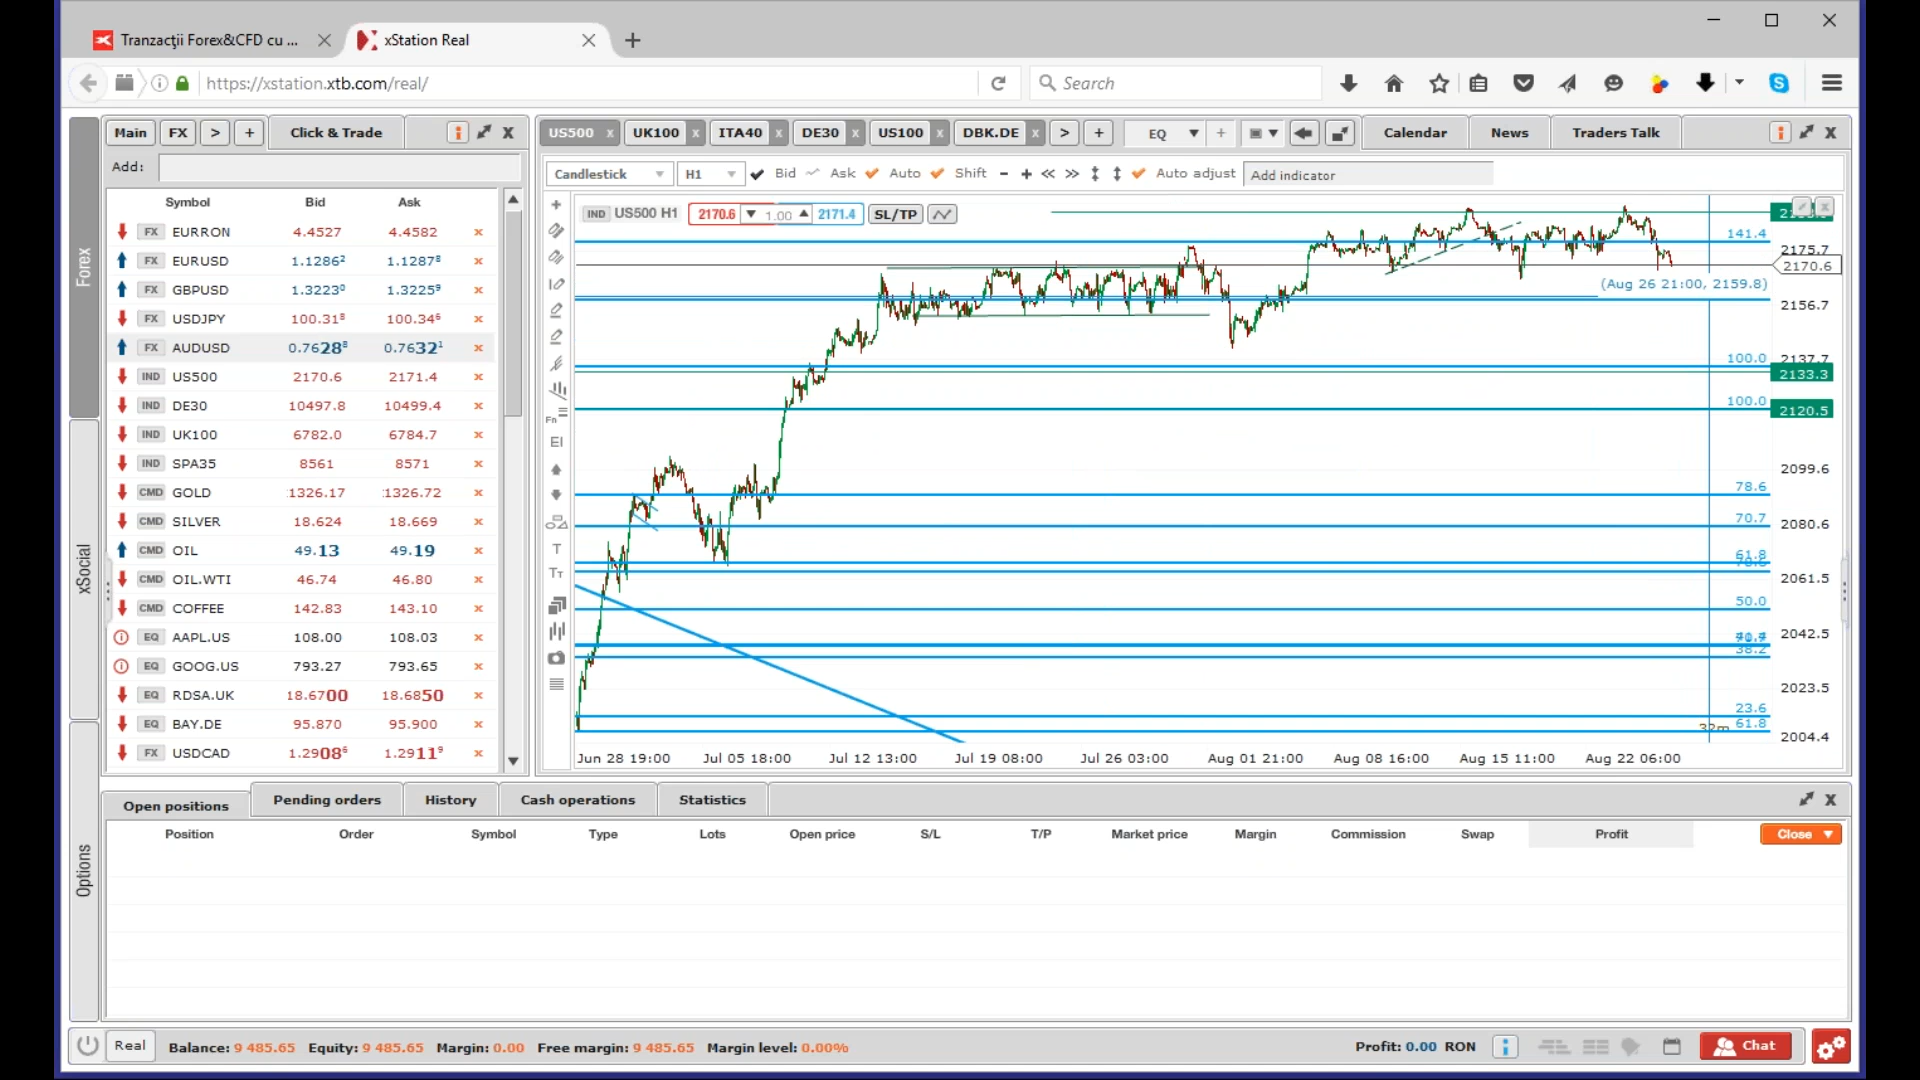 Tranzacţii Forex&CFD cu ...
xStation Real
https://xstation.xtb.com/real/
Search
Main FX > + Click & Trade
US500 x UK100 x ITA40 x DE30 x US100 x DBK.DE x > + EQ
Calendar News Traders Talk
Add:
Candlestick H1 Bid Ask Auto Shift Auto adjust Add indicator
Symbol Bid Ask
FX EURRON 4.4527 4.4582
FX EURUSD 1.1286² 1.1287⁸
FX GBPUSD 1.3223⁰ 1.3225⁹
FX USDJPY 100.31⁸ 100.34⁶
FX AUDUSD 0.7628⁸ 0.7632¹
IND US500 2170.6 2171.4
IND DE30 10497.8 10499.4
IND UK100 6782.0 6784.7
IND SPA35 8561 8571
CMD GOLD 1326.17 1326.72
CMD SILVER 18.624 18.669
CMD OIL 49.13 49.19
CMD OIL.WTI 46.74 46.80
CMD COFFEE 142.83 143.10
EQ AAPL.US 108.00 108.03
EQ GOOG.US 793.27 793.65
EQ RDSA.UK 18.6700 18.6850
EQ BAY.DE 95.870 95.900
FX USDCAD 1.2908⁶ 1.2911⁹
Forex
xSocial
Options
IND US500 H1 2170.6 1.00 2171.4 SL/TP
Fn
EI
T
TT
141.4
2175.7
2170.6
(Aug 26 21:00, 2159.8)
2156.7
100.0
2137.7
2133.3
100.0
2120.5
2099.6
78.6
70.7
2080.6
61.8
2061.5
50.0
2042.5
38.2
2023.5
23.6
61.8
32m
2004.4
Jun 28 19:00 Jul 05 18:00 Jul 12 13:00 Jul 19 08:00 Jul 26 03:00 Aug 01 21:00 Aug 08 16:00 Aug 15 11:00 Aug 22 06:00
Open positions Pending orders History Cash operations Statistics
Position Order Symbol Type Lots Open price S/L T/P Market price Margin Commission Swap Profit Close
Real Balance: 9 485.65 Equity: 9 485.65 Margin: 0.00 Free margin: 9 485.65 Margin level: 0.00%
Profit: 0.00 RON
Chat